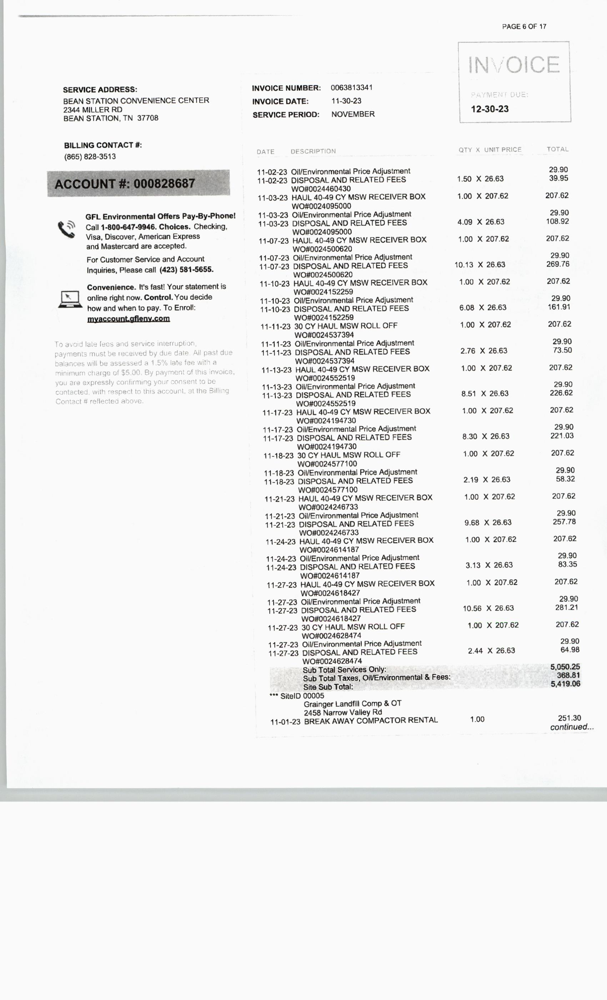 PAGE 6 OF 17
INVOICE
PAYMENT DUE:
12-30-23
SERVICE ADDRESS:
BEAN STATION CONVENIENCE CENTER
2344 MILLER RD
BEAN STATION, TN 37708
INVOICE NUMBER: 0063813341
INVOICE DATE: 11-30-23
SERVICE PERIOD: NOVEMBER
BILLING CONTACT #:
(865) 828-3513
ACCOUNT #: 000828687
GFL Environmental Offers Pay-By-Phone!
Call 1-800-647-9946. Choices. Checking,
Visa, Discover, American Express
and Mastercard are accepted.
For Customer Service and Account
Inquiries, Please call (423) 581-5655.
Convenience. It's fast! Your statement is
online right now. Control. You decide
how and when to pay. To Enroll:
myaccount.gflenv.com
To avoid late fees and service interruption,
payments must be received by due date. All past due
balances will be assessed a 1.5% late fee with a
minimum charge of $5.00. By payment of this invoice,
you are expressly confirming your consent to be
contacted, with respect to this account, at the Billing
Contact # reflected above.
DATE DESCRIPTION QTY X UNIT PRICE TOTAL
11-02-23 Oil/Environmental Price Adjustment 29.90
11-02-23 DISPOSAL AND RELATED FEES 1.50 X 26.63 39.95
WO#0024460430
11-03-23 HAUL 40-49 CY MSW RECEIVER BOX 1.00 X 207.62 207.62
WO#0024095000
11-03-23 Oil/Environmental Price Adjustment 29.90
11-03-23 DISPOSAL AND RELATED FEES 4.09 X 26.63 108.92
WO#0024095000
11-07-23 HAUL 40-49 CY MSW RECEIVER BOX 1.00 X 207.62 207.62
WO#0024500620
11-07-23 Oil/Environmental Price Adjustment 29.90
11-07-23 DISPOSAL AND RELATED FEES 10.13 X 26.63 269.76
WO#0024500620
11-10-23 HAUL 40-49 CY MSW RECEIVER BOX 1.00 X 207.62 207.62
WO#0024152259
11-10-23 Oil/Environmental Price Adjustment 29.90
11-10-23 DISPOSAL AND RELATED FEES 6.08 X 26.63 161.91
WO#0024152259
11-11-23 30 CY HAUL MSW ROLL OFF 1.00 X 207.62 207.62
WO#0024537394
11-11-23 Oil/Environmental Price Adjustment 29.90
11-11-23 DISPOSAL AND RELATED FEES 2.76 X 26.63 73.50
WO#0024537394
11-13-23 HAUL 40-49 CY MSW RECEIVER BOX 1.00 X 207.62 207.62
WO#0024552519
11-13-23 Oil/Environmental Price Adjustment 29.90
11-13-23 DISPOSAL AND RELATED FEES 8.51 X 26.63 226.62
WO#0024552519
11-17-23 HAUL 40-49 CY MSW RECEIVER BOX 1.00 X 207.62 207.62
WO#0024194730
11-17-23 Oil/Environmental Price Adjustment 29.90
11-17-23 DISPOSAL AND RELATED FEES 8.30 X 26.63 221.03
WO#0024194730
11-18-23 30 CY HAUL MSW ROLL OFF 1.00 X 207.62 207.62
WO#0024577100
11-18-23 Oil/Environmental Price Adjustment 29.90
11-18-23 DISPOSAL AND RELATED FEES 2.19 X 26.63 58.32
WO#0024577100
11-21-23 HAUL 40-49 CY MSW RECEIVER BOX 1.00 X 207.62 207.62
WO#0024246733
11-21-23 Oil/Environmental Price Adjustment 29.90
11-21-23 DISPOSAL AND RELATED FEES 9.68 X 26.63 257.78
WO#0024246733
11-24-23 HAUL 40-49 CY MSW RECEIVER BOX 1.00 X 207.62 207.62
WO#0024614187
11-24-23 Oil/Environmental Price Adjustment 29.90
11-24-23 DISPOSAL AND RELATED FEES 3.13 X 26.63 83.35
WO#0024614187
11-27-23 HAUL 40-49 CY MSW RECEIVER BOX 1.00 X 207.62 207.62
WO#0024618427
11-27-23 Oil/Environmental Price Adjustment 29.90
11-27-23 DISPOSAL AND RELATED FEES 10.56 X 26.63 281.21
WO#0024618427
11-27-23 30 CY HAUL MSW ROLL OFF 1.00 X 207.62 207.62
WO#0024628474
11-27-23 Oil/Environmental Price Adjustment 29.90
11-27-23 DISPOSAL AND RELATED FEES 2.44 X 26.63 64.98
WO#0024628474
Sub Total Services Only: 5,050.25
Sub Total Taxes, Oil/Environmental & Fees: 368.81
Site Sub Total: 5,419.06
*** SiteID 00005
Grainger Landfill Comp & OT
2458 Narrow Valley Rd
11-01-23 BREAK AWAY COMPACTOR RENTAL 1.00 251.30
continued...